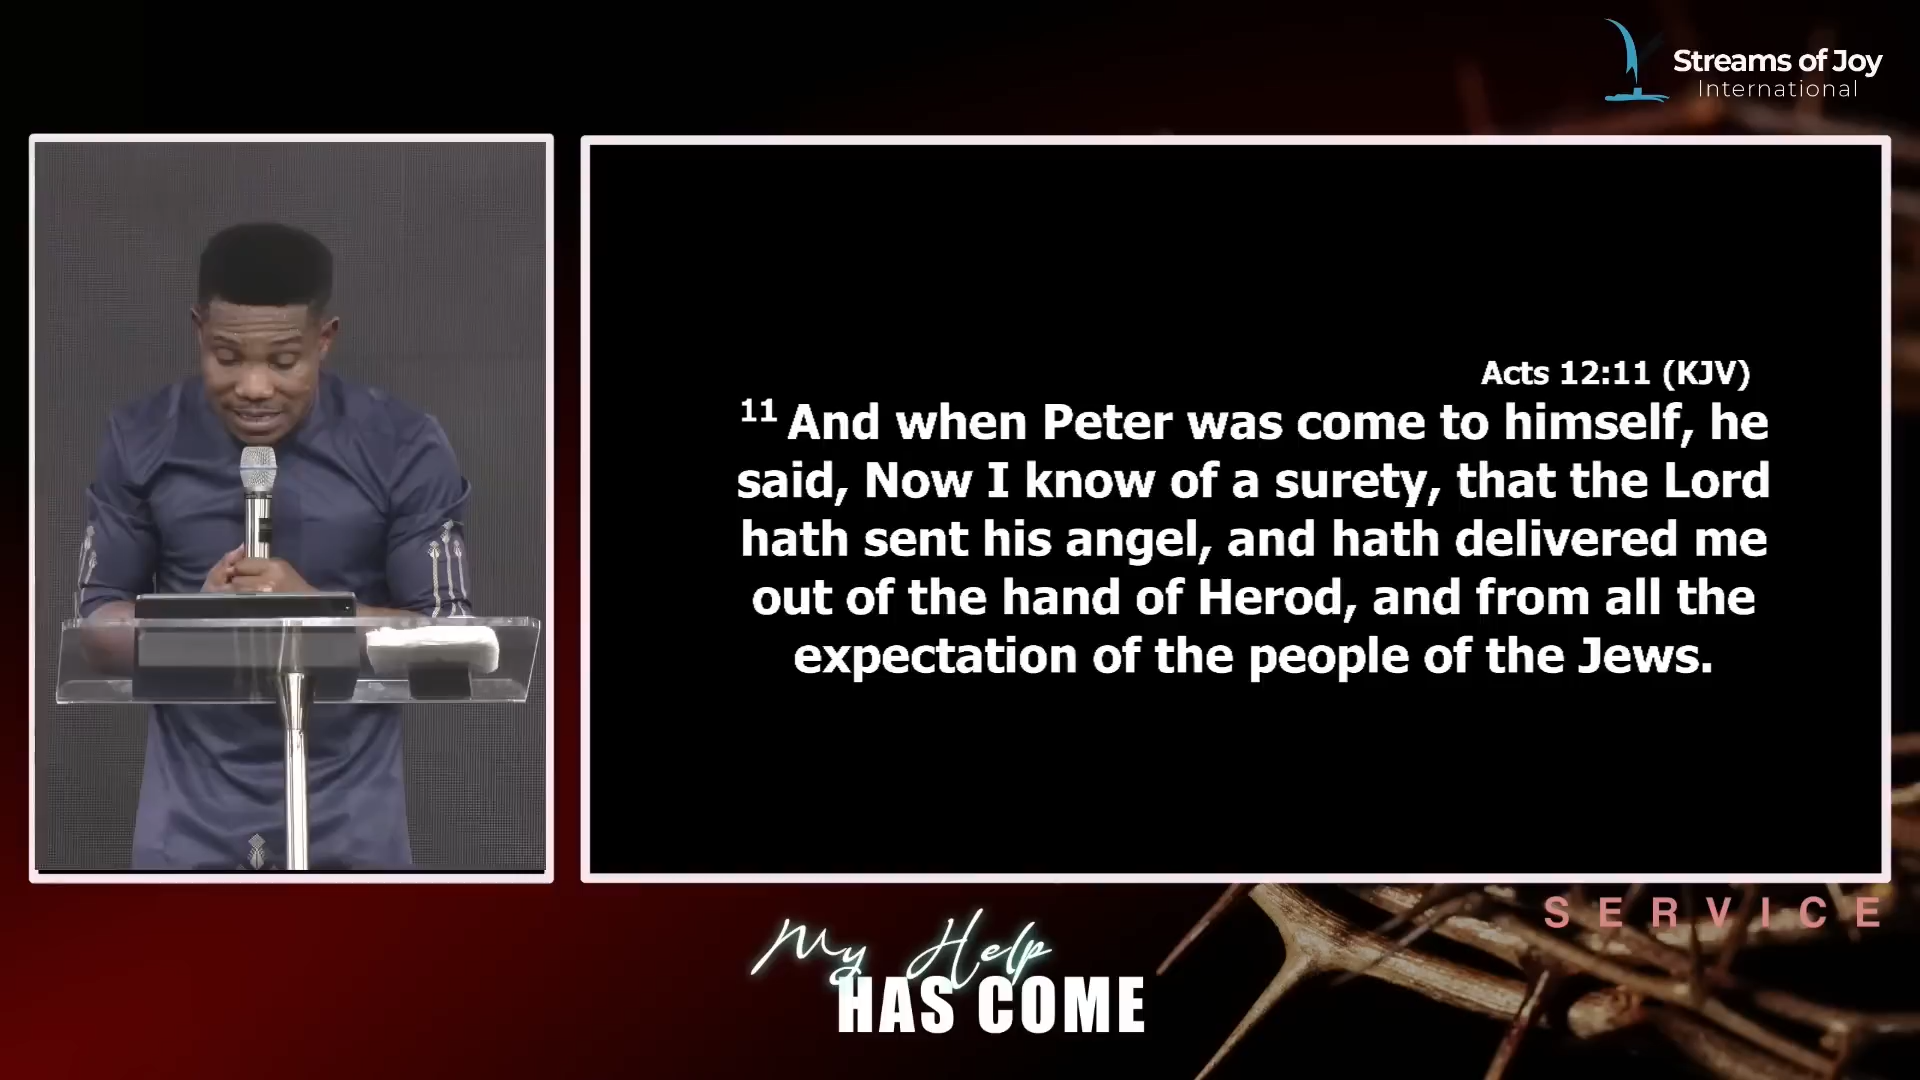 Streams of Joy
International
Acts 12:11 (KJV)
11 And when Peter was come to himself, he
said, Now I know of a surety, that the Lord
hath sent his angel, and hath delivered me
out of the hand of Herod, and from all the
expectation of the people of the Jews.
SERVICE
My Help
HAS COME